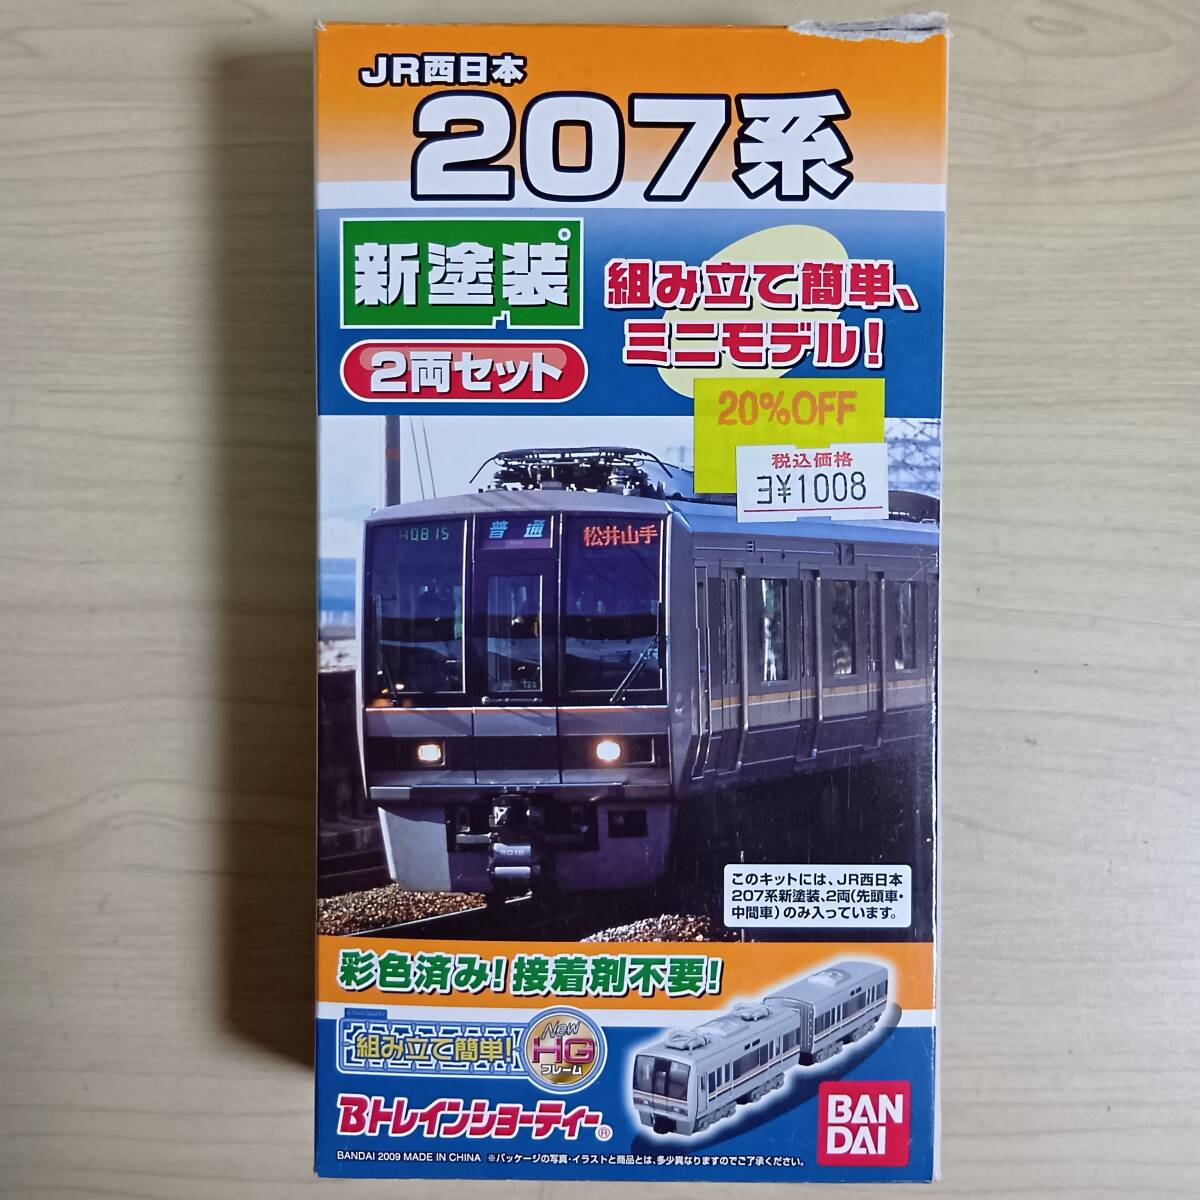 JR西日本
207系
新塗装
2両セット
組み立て簡単、
ミニモデル!
20%OFF
税込価格
ヨ¥1008
A0815
普通
松井山手
このキットには、JR西日本
207系新塗装、2両(先頭車・
中間車)のみ入っています。
彩色済み!接着剤不要!
組み立て簡単!
New
HG
フレーム
Bトレインショーティー®
BAN
DAI
BANDAI 2009 MADE IN CHINA ※パッケージの写真・イラストと商品とは、多少異なりますのでご了承ください。